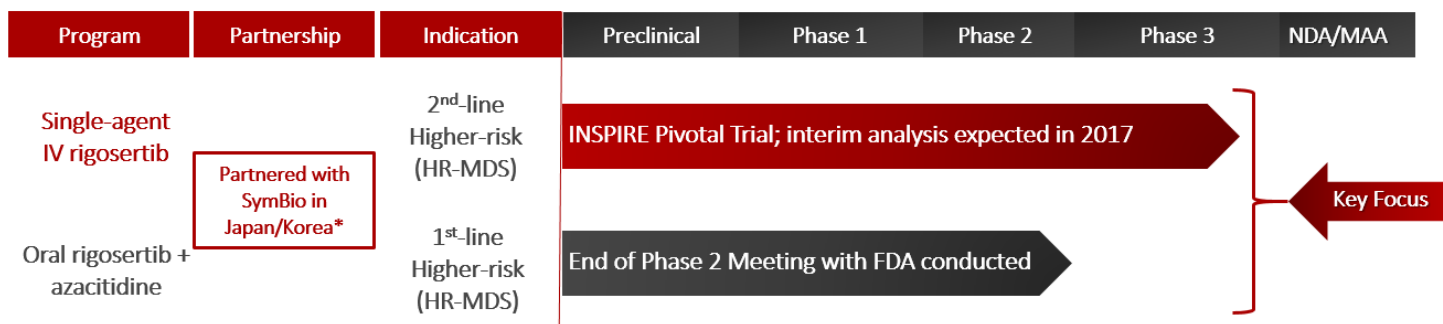 Program Partnership Indication Preclinical Phase 1 Phase 2 Phase 3 NDA/MAA
Single-agent
IV rigosertib
Partnered with
SymBio in
Japan/Korea*
2nd-line
Higher-risk
(HR-MDS)
INSPIRE Pivotal Trial; interim analysis expected in 2017
Key Focus
Oral rigosertib +
azacitidine
1st-line
Higher-risk
(HR-MDS)
End of Phase 2 Meeting with FDA conducted